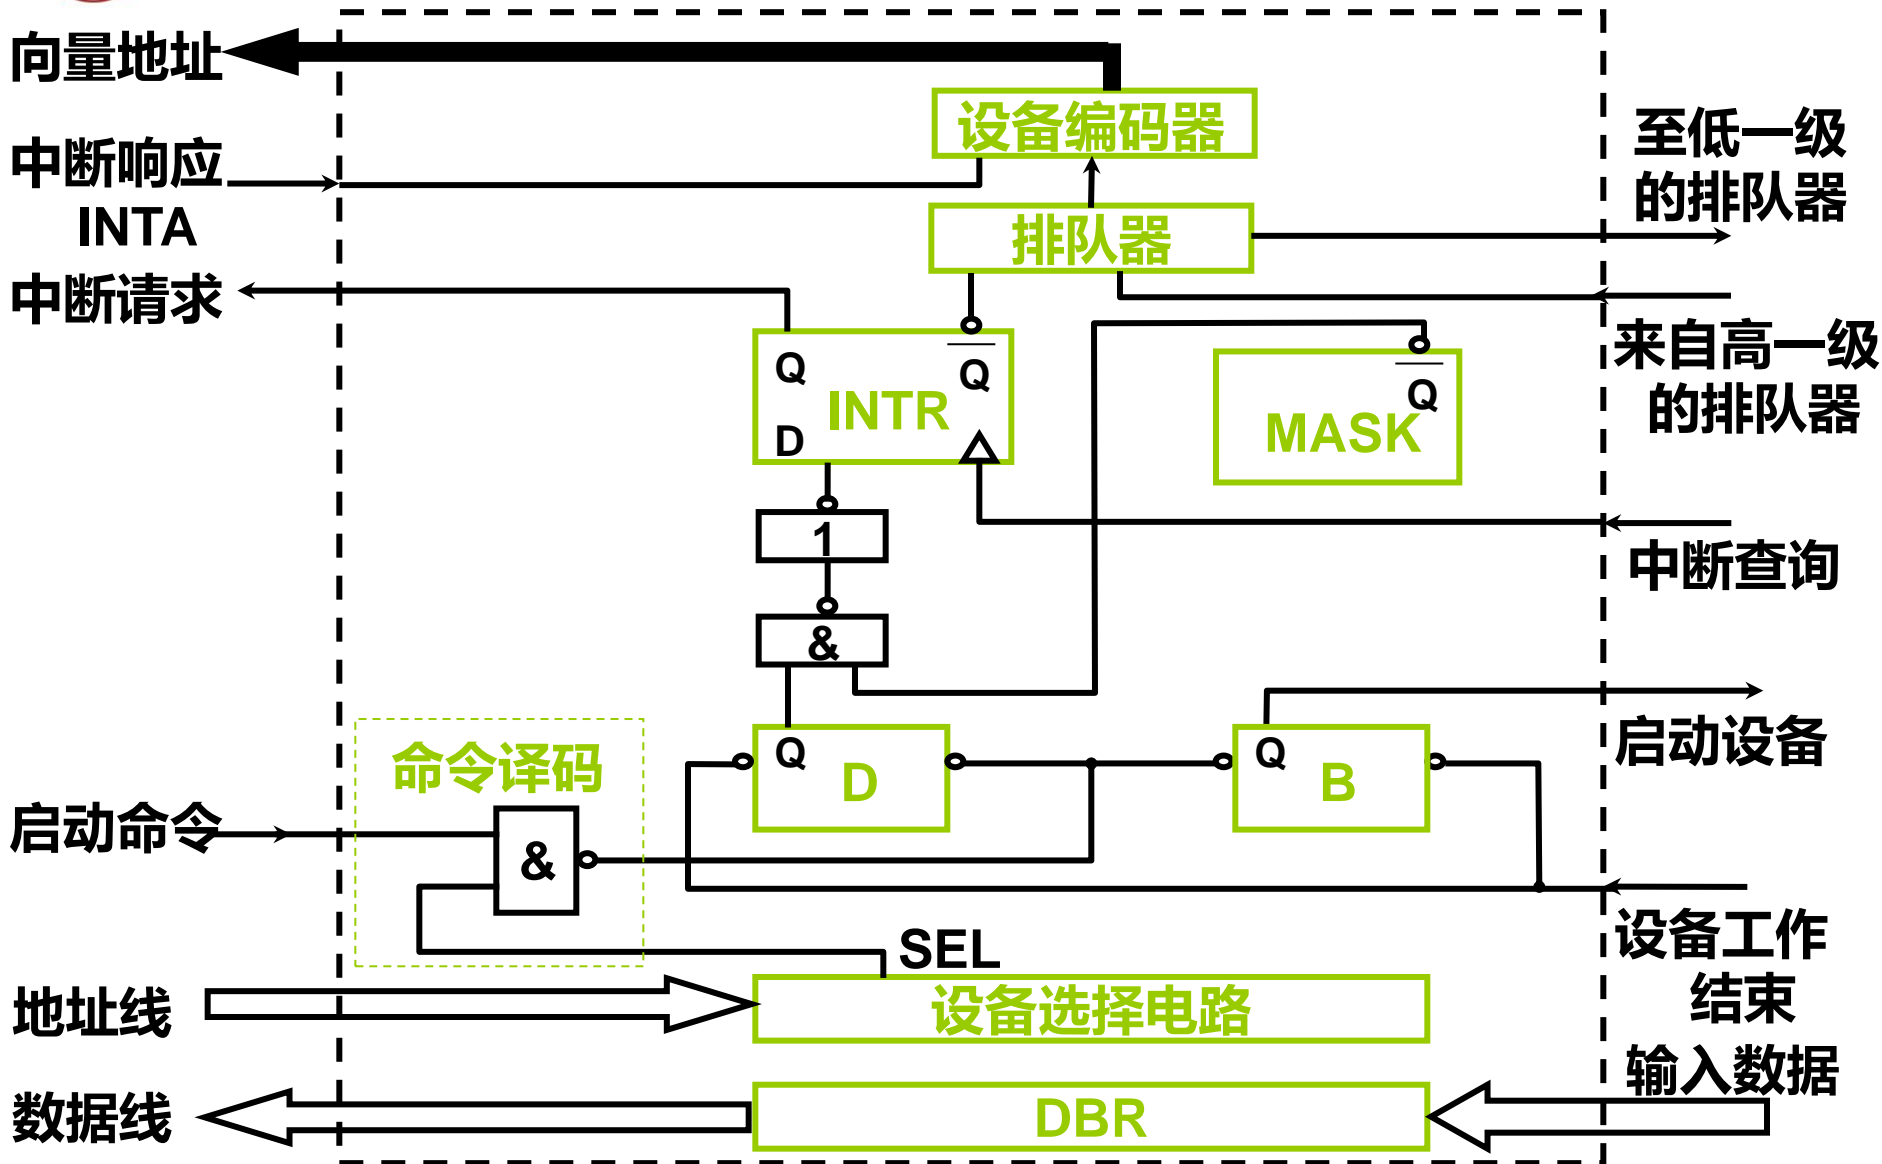 向量地址
设备编码器
中断响应
INTA
至低一级
的排队器
排队器
中断请求
来自高一级
的排队器
Q
Q
INTR
D
Q
MASK
1
中断查询
&
启动设备
命令译码
Q
D
Q
B
启动命令
&
设备工作
结束
SEL
地址线
设备选择电路
输入数据
数据线
DBR